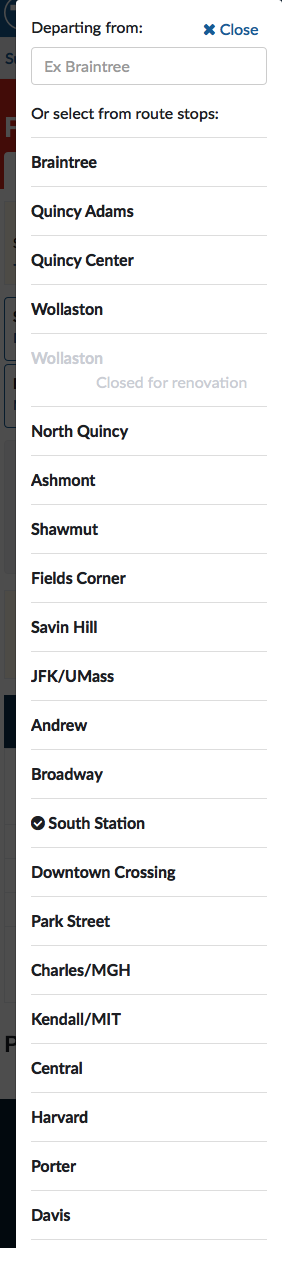 Departing from:
✖ Close
Ex Braintree
Or select from route stops:
Braintree
Quincy Adams
Quincy Center
Wollaston
Wollaston
Closed for renovation
North Quincy
Ashmont
Shawmut
Fields Corner
Savin Hill
JFK/UMass
Andrew
Broadway
South Station
Downtown Crossing
Park Street
Charles/MGH
Kendall/MIT
Central
Harvard
Porter
Davis